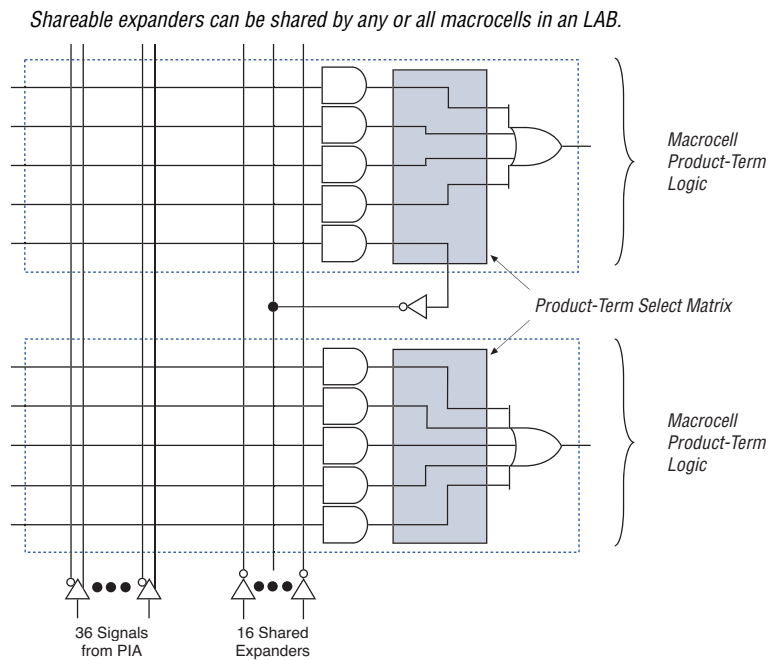 Shareable expanders can be shared by any or all macrocells in an LAB.
Macrocell
Product-Term
Logic
Product-Term Select Matrix
Macrocell
Product-Term
Logic
36 Signals
from PIA
16 Shared
Expanders